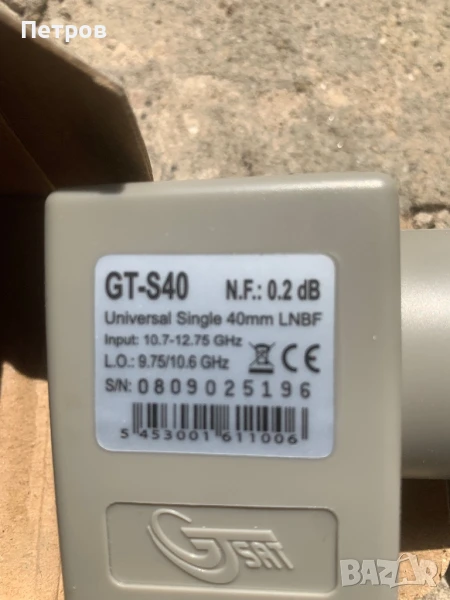 Петров
GT-S40 N.F.: 0.2 dB
Universal Single 40mm LNBF
Input: 10.7-12.75 GHz
L.O.: 9.75/10.6 GHz
S/N: 0809025196
5 453001 611006
GT SAT
BAZAR